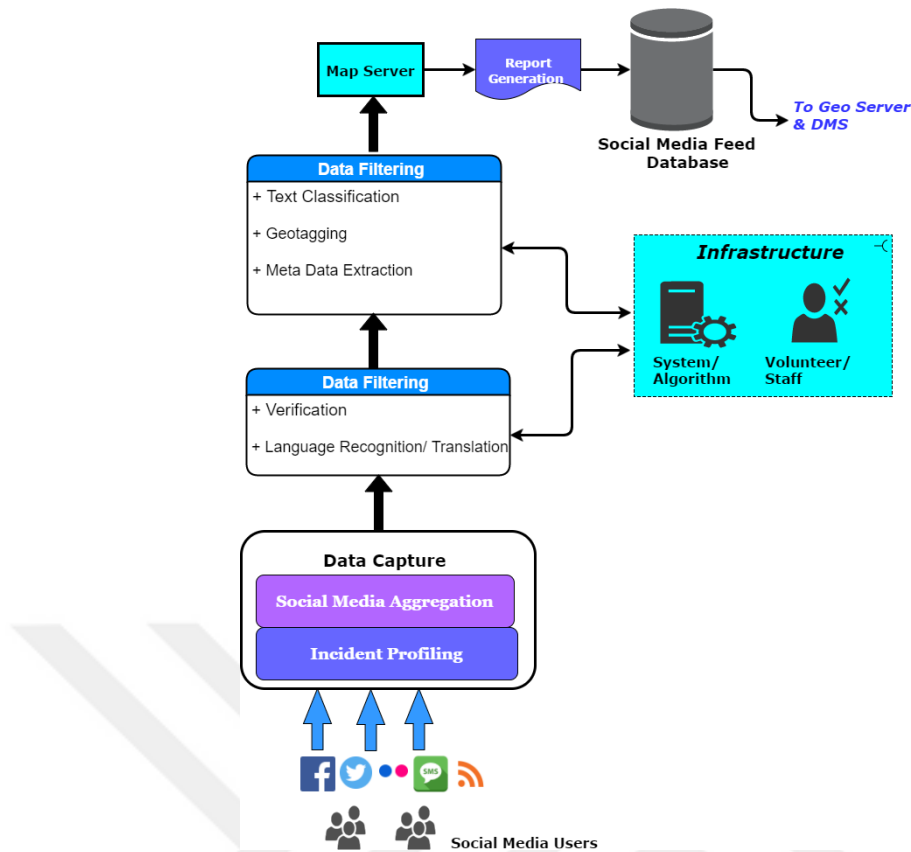 Map Server
Report
Generation
To Geo Server
& DMS
Social Media Feed
Database
Data Filtering
+ Text Classification
+ Geotagging
+ Meta Data Extraction
Infrastructure
System/
Algorithm
Volunteer/
Staff
Data Filtering
+ Verification
+ Language Recognition/ Translation
Data Capture
Social Media Aggregation
Incident Profiling
SMS
Social Media Users